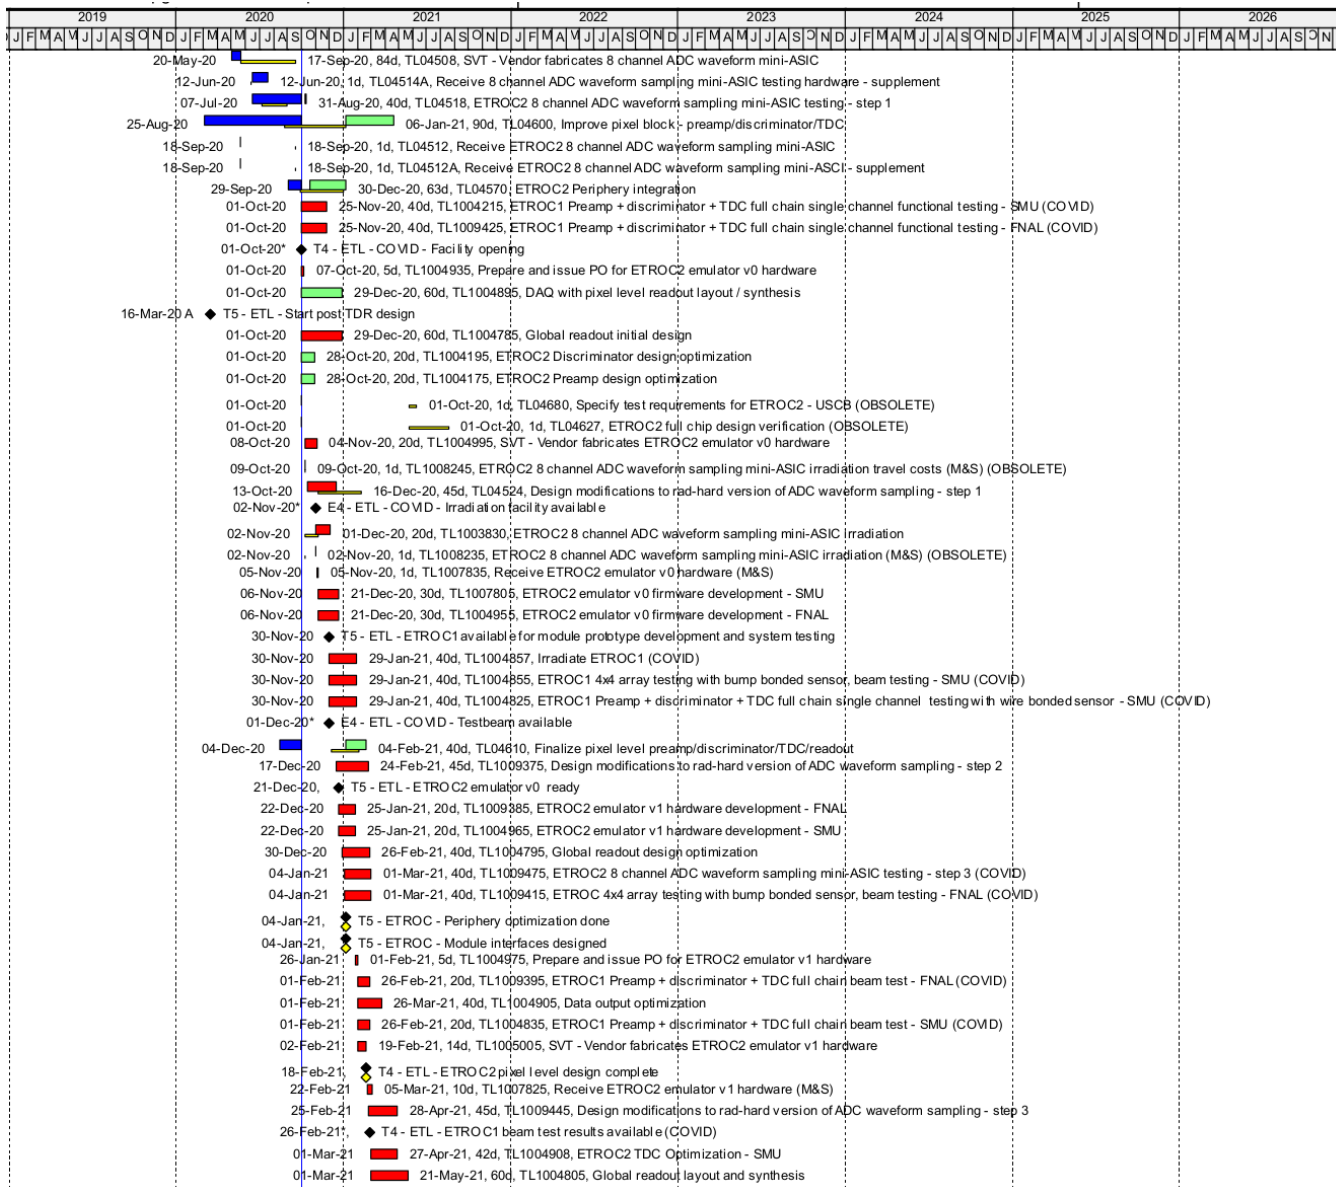 2019 2020 2021 2022 2023 2024 2025 2026
J F M A M J J A S O N D J F M A M J J A S O N D J F M A M J J A S O N D J F M A M J J A S O N D J F M A M J J A S O N D J F M A M J J A S O N D J F M A M J J A S O N D J F M A M J J A S O N
20-May-20 17-Sep-20, 84d, TL04508, SVT - Vendor fabricates 8 channel ADC waveform sampling mini-ASIC
12-Jun-20 12-Jun-20, 1d, TL04514A, Receive 8 channel ADC waveform sampling mini-ASIC testing hardware - supplement
07-Jul-20 31-Aug-20, 40d, TL04518, ETROC2 8 channel ADC waveform sampling mini-ASIC testing - step 1
25-Aug-20 06-Jan-21, 90d, TL04600, Improve pixel block - preamp/discriminator/TDC
18-Sep-20 18-Sep-20, 1d, TL04512, Receive ETROC2 8 channel ADC waveform sampling mini-ASIC
18-Sep-20 18-Sep-20, 1d, TL04512A, Receive ETROC2 8 channel ADC waveform sampling mini-ASCI - supplement
29-Sep-20 30-Dec-20, 63d, TL04570, ETROC2 Periphery integration
01-Oct-20 25-Nov-20, 40d, TL1004215, ETROC1 Preamp + discriminator + TDC full chain single channel functional testing - SMU (COVID)
01-Oct-20 25-Nov-20, 40d, TL1009425, ETROC1 Preamp + discriminator + TDC full chain single channel functional testing - FNAL (COVID)
01-Oct-20* T4 - ETL - COVID - Facility opening
01-Oct-20 07-Oct-20, 5d, TL1004935, Prepare and issue PO for ETROC2 emulator v0 hardware
01-Oct-20 29-Dec-20, 60d, TL1004895, DAQ with pixel level readout layout / synthesis
16-Mar-20 A T5 - ETL - Start post TDR design
01-Oct-20 29-Dec-20, 60d, TL1004785, Global readout initial design
01-Oct-20 28-Oct-20, 20d, TL1004195, ETROC2 Discriminator design optimization
01-Oct-20 28-Oct-20, 20d, TL1004175, ETROC2 Preamp design optimization
01-Oct-20 01-Oct-20, 1d, TL04680, Specify test requirements for ETROC2 - USCB (OBSOLETE)
01-Oct-20 01-Oct-20, 1d, TL04627, ETROC2 full chip design verification (OBSOLETE)
08-Oct-20 04-Nov-20, 20d, TL1004995, SVT - Vendor fabricates ETROC2 emulator v0 hardware
09-Oct-20 09-Oct-20, 1d, TL1008245, ETROC2 8 channel ADC waveform sampling mini-ASIC irradiation travel costs (M&S) (OBSOLETE)
13-Oct-20 16-Dec-20, 45d, TL04524, Design modifications to rad-hard version of ADC waveform sampling - step 1
02-Nov-20* E4 - ETL - COVID - Irradiation facility available
02-Nov-20 01-Dec-20, 20d, TL1003830, ETROC2 8 channel ADC waveform sampling mini-ASIC irradiation
02-Nov-20 02-Nov-20, 1d, TL1008235, ETROC2 8 channel ADC waveform sampling mini-ASIC irradiation (M&S) (OBSOLETE)
05-Nov-20 05-Nov-20, 1d, TL1007835, Receive ETROC2 emulator v0 hardware (M&S)
06-Nov-20 21-Dec-20, 30d, TL1007805, ETROC2 emulator v0 firmware development - SMU
06-Nov-20 21-Dec-20, 30d, TL1004955, ETROC2 emulator v0 firmware development - FNAL
30-Nov-20 T5 - ETL - ETROC1 available for module prototype development and system testing
30-Nov-20 29-Jan-21, 40d, TL1004857, Irradiate ETROC1 (COVID)
30-Nov-20 29-Jan-21, 40d, TL1004855, ETROC1 4x4 array testing with bump bonded sensor, beam testing - SMU (COVID)
30-Nov-20 29-Jan-21, 40d, TL1004825, ETROC1 Preamp + discriminator + TDC full chain single channel testing with wire bonded sensor - SMU (COVID)
01-Dec-20* E4 - ETL - COVID - Testbeam available
04-Dec-20 04-Feb-21, 40d, TL04610, Finalize pixel level preamp/discriminator/TDC/readout
17-Dec-20 24-Feb-21, 45d, TL1009375, Design modifications to rad-hard version of ADC waveform sampling - step 2
21-Dec-20, T5 - ETL - ETROC2 emulator v0 ready
22-Dec-20 25-Jan-21, 20d, TL1009385, ETROC2 emulator v1 hardware development - FNAL
22-Dec-20 25-Jan-21, 20d, TL1004965, ETROC2 emulator v1 hardware development - SMU
30-Dec-20 26-Feb-21, 40d, TL1004795, Global readout design optimization
04-Jan-21 01-Mar-21, 40d, TL1009475, ETROC2 8 channel ADC waveform sampling mini-ASIC testing - step 3 (COVID)
04-Jan-21 01-Mar-21, 40d, TL1009415, ETROC 4x4 array testing with bump bonded sensor, beam testing - FNAL (COVID)
04-Jan-21, T5 - ETROC - Periphery optimization done
04-Jan-21, T5 - ETROC - Module interfaces designed
26-Jan-21 01-Feb-21, 5d, TL1004975, Prepare and issue PO for ETROC2 emulator v1 hardware
01-Feb-21 26-Feb-21, 20d, TL1009395, ETROC1 Preamp + discriminator + TDC full chain beam test - FNAL (COVID)
01-Feb-21 26-Mar-21, 40d, TL1004905, Data output optimization
01-Feb-21 26-Feb-21, 20d, TL1004835, ETROC1 Preamp + discriminator + TDC full chain beam test - SMU (COVID)
02-Feb-21 19-Feb-21, 14d, TL1005005, SVT - Vendor fabricates ETROC2 emulator v1 hardware
18-Feb-21, T4 - ETL - ETROC2 pixel level design complete
22-Feb-21 05-Mar-21, 10d, TL1007825, Receive ETROC2 emulator v1 hardware (M&S)
25-Feb-21 28-Apr-21, 45d, TL1009445, Design modifications to rad-hard version of ADC waveform sampling - step 3
26-Feb-21*, T4 - ETL - ETROC1 beam test results available (COVID)
01-Mar-21 27-Apr-21, 42d, TL1004908, ETROC2 TDC Optimization - SMU
01-Mar-21 21-May-21, 60d, TL1004805, Global readout layout and synthesis